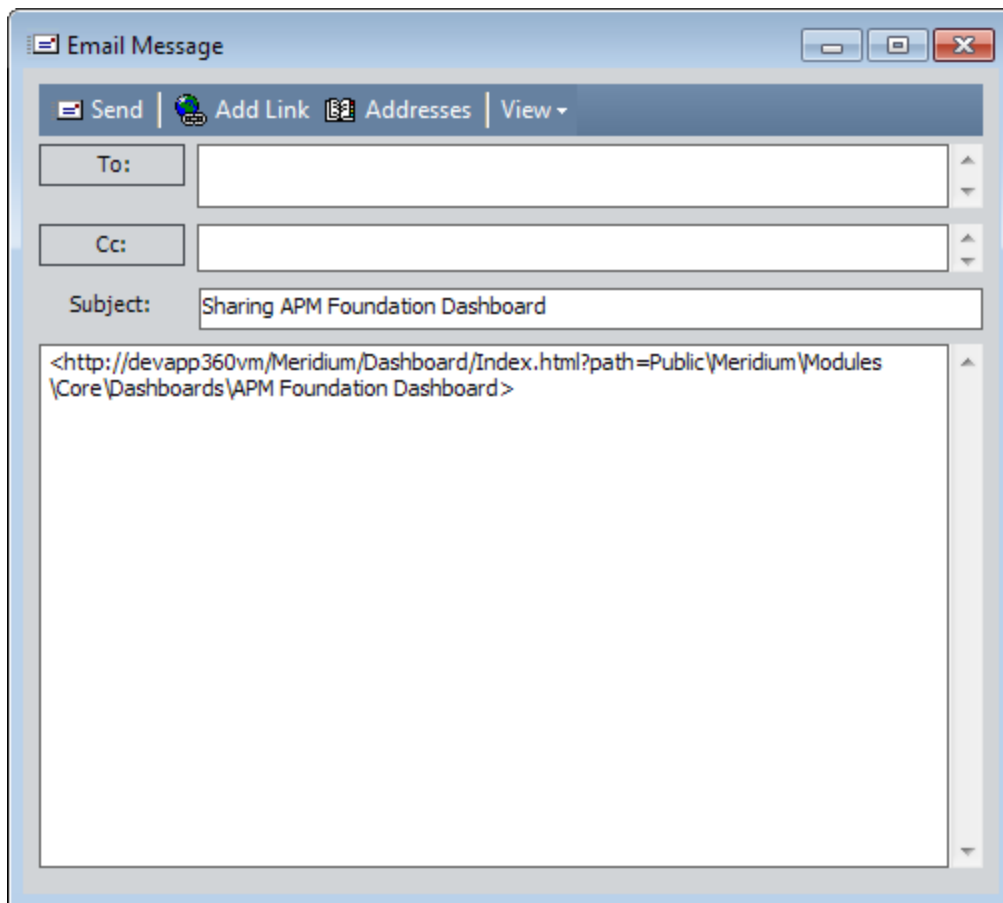 Email Message
Send Add Link Addresses View
To:
Cc:
Subject: Sharing APM Foundation Dashboard
<http://devapp360vm/Meridium/Dashboard/Index.html?path=Public\Meridium\Modules
\Core\Dashboards\APM Foundation Dashboard>